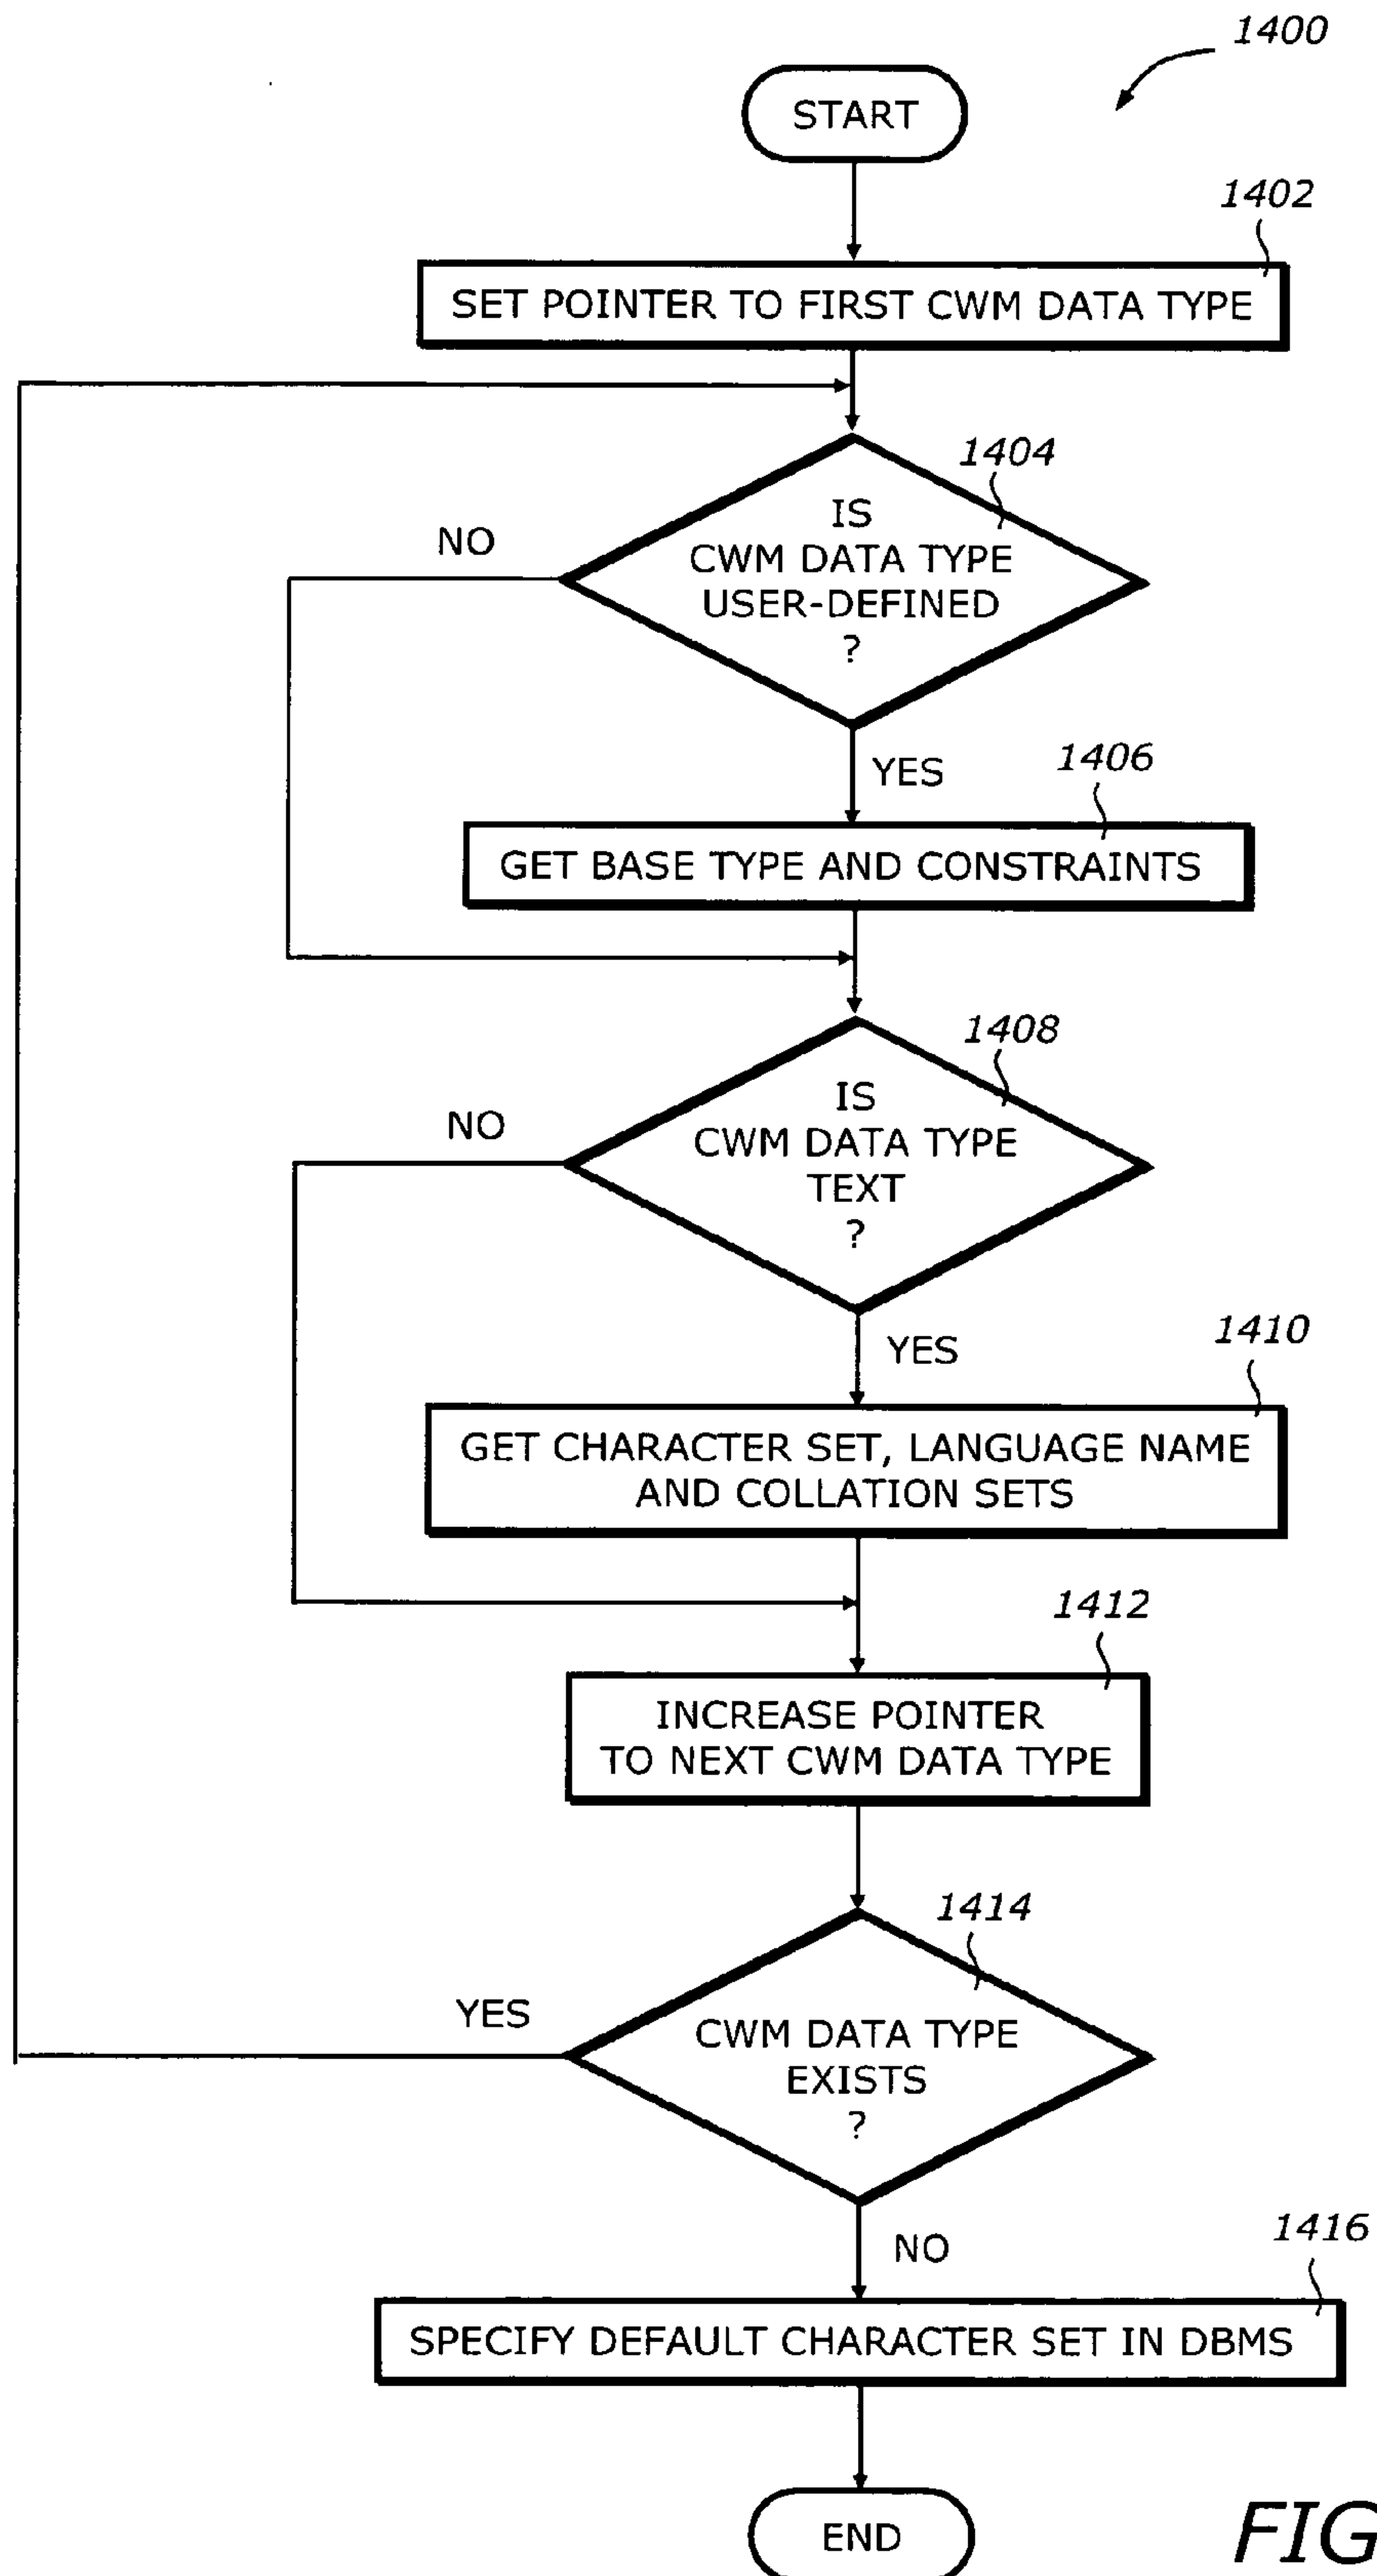 1400
START
1402
SET POINTER TO FIRST CWM DATA TYPE
1404
IS
CWM DATA TYPE
USER-DEFINED
?
NO
YES
1406
GET BASE TYPE AND CONSTRAINTS
1408
IS
CWM DATA TYPE
TEXT
?
NO
YES
1410
GET CHARACTER SET, LANGUAGE NAME
AND COLLATION SETS
1412
INCREASE POINTER
TO NEXT CWM DATA TYPE
1414
YES
CWM DATA TYPE
EXISTS
?
NO
1416
SPECIFY DEFAULT CHARACTER SET IN DBMS
END
FIG